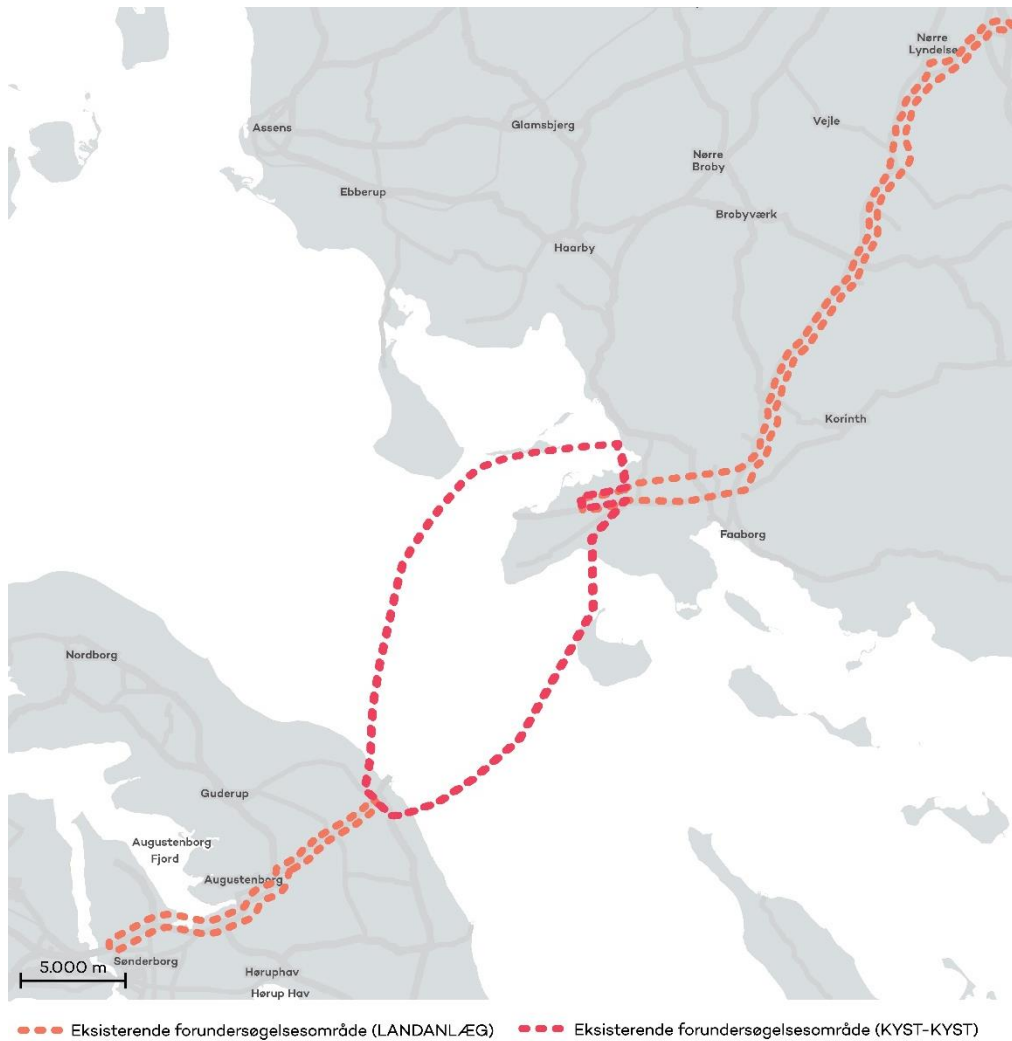 Nørre
Lyndelse
Assens
Glamsbjerg
Vejle
Nørre
Broby
Ebberup
Brobyværk
Haarby
Korinth
Faaborg
Nordborg
Guderup
Augustenborg
Fjord
Augustenborg
Sønderborg
5.000 m
Høruphav
Hørup Hav
Eksisterende forundersøgelsesområde (LANDANLÆG)
Eksisterende forundersøgelsesområde (KYST-KYST)